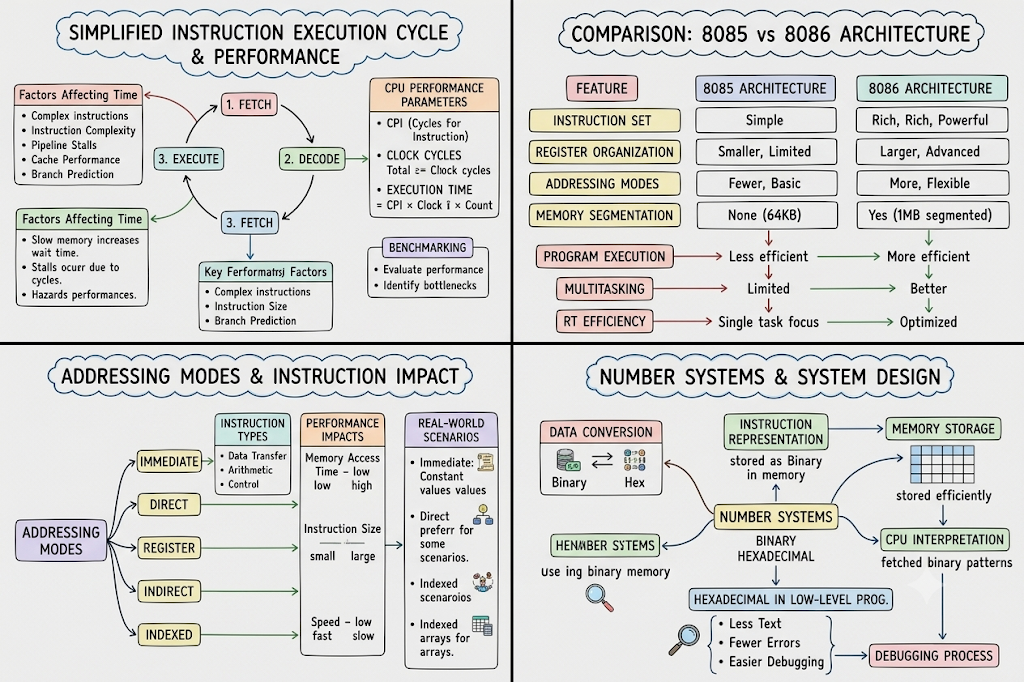 SIMPLIFIED INSTRUCTION EXECUTION CYCLE
& PERFORMANCE
Factors Affecting Time
• Complex instructions
• Instruction Complexity
• Pipeline Stalls
• Cache Performance
• Branch Prediction
1. FETCH
2. DECODE
3. EXECUTE
3. FETCH
CPU PERFORMANCE
PARAMETERS
• CPI (Cycles for
Instruction)
• CLOCK CYCLES
Total = Clock cycles
• EXECUTION TIME
= CPI × Clock × Count
Factors Affecting Time
• Slow memory increases
wait time.
• Stalls ocurr due to
cycles.
• Hazards performances.
Key Factors
• Complex instructions
• Instruction Size
• Branch Prediction
BENCHMARKING
• Evaluate performance
• Identify bottlenecks
COMPARISON: 8085 vs 8086 ARCHITECTURE
FEATURE
8085 ARCHITECTURE
8086 ARCHITECTURE
INSTRUCTION SET
Simple
Rich, Rich, Powerful
REGISTER ORGANIZATION
Smaller, Limited
Larger, Advanced
ADDRESSING MODES
Fewer, Basic
More, Flexible
MEMORY SEGMENTATION
None (64KB)
Yes (1MB segmented)
PROGRAM EXECUTION
Less efficient
More efficient
MULTITASKING
Limited
Better
RT EFFICIENCY
Single task focus
Optimized
ADDRESSING MODES & INSTRUCTION IMPACT
ADDRESSING
MODES
IMMEDIATE
DIRECT
REGISTER
INDIRECT
INDEXED
INSTRUCTION
TYPES
• Data Transfer
• Arithmetic
• Control
PERFORMANCE
IMPACTS
Memory Access
Time – low
low high
Instruction Size
small large
Speed – low
fast slow
REAL-WORLD
SCENARIOS
• Immediate:
Constant
values values
• Direct
preferr for
some
scenarios.
• Indexed
scenaroios
• Indexed
arrays for
arrays.
NUMBER SYSTEMS & SYSTEM DESIGN
DATA CONVERSION
Binary
Hex
INSTRUCTION
REPRESENTATION
stored as Binary
in memory
MEMORY STORAGE
stored efficiently
NUMBER SYSTEMS
BINARY
HEXADECIMAL
CPU INTERPRETATION
fetched binary patterns
use ing binary memory
HEXADECIMAL IN LOW-LEVEL PROG.
• Less Text
• Fewer Errors
• Easier Debugging
DEBUGGING PROCESS